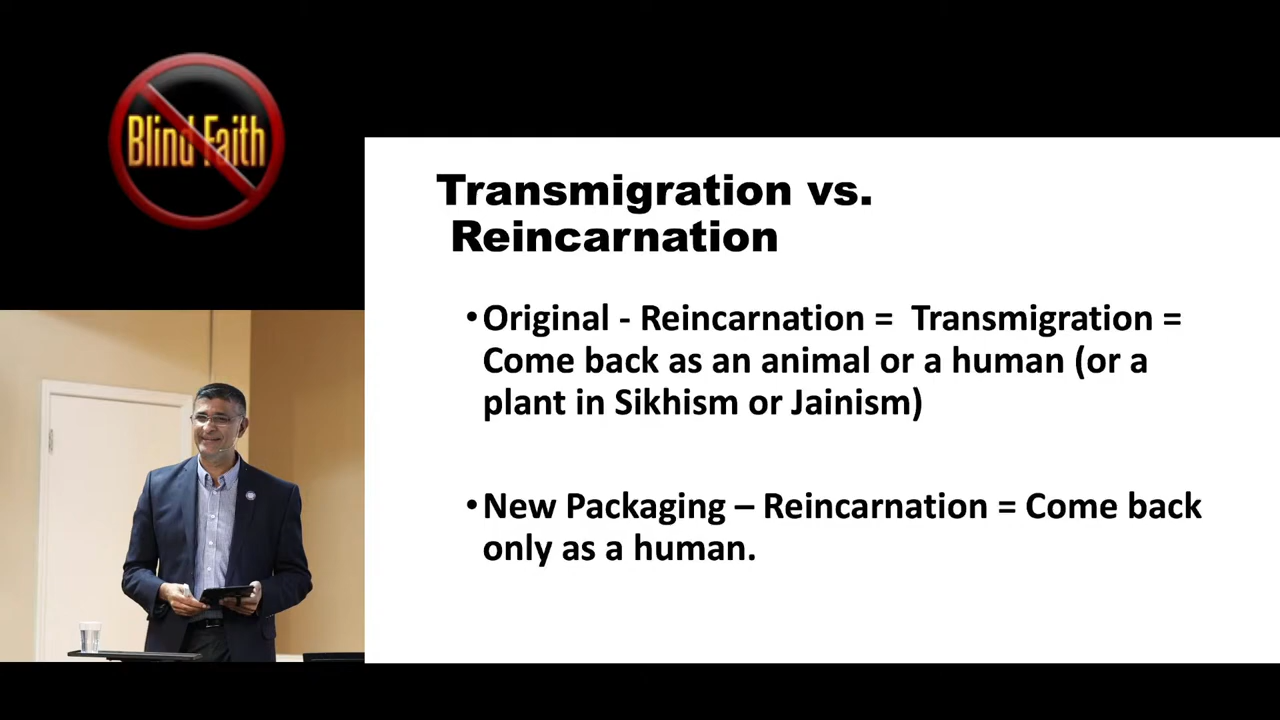 Blind Faith
Transmigration vs.
Reincarnation
•Original - Reincarnation = Transmigration =
Come back as an animal or a human (or a
plant in Sikhism or Jainism)
•New Packaging – Reincarnation = Come back
only as a human.